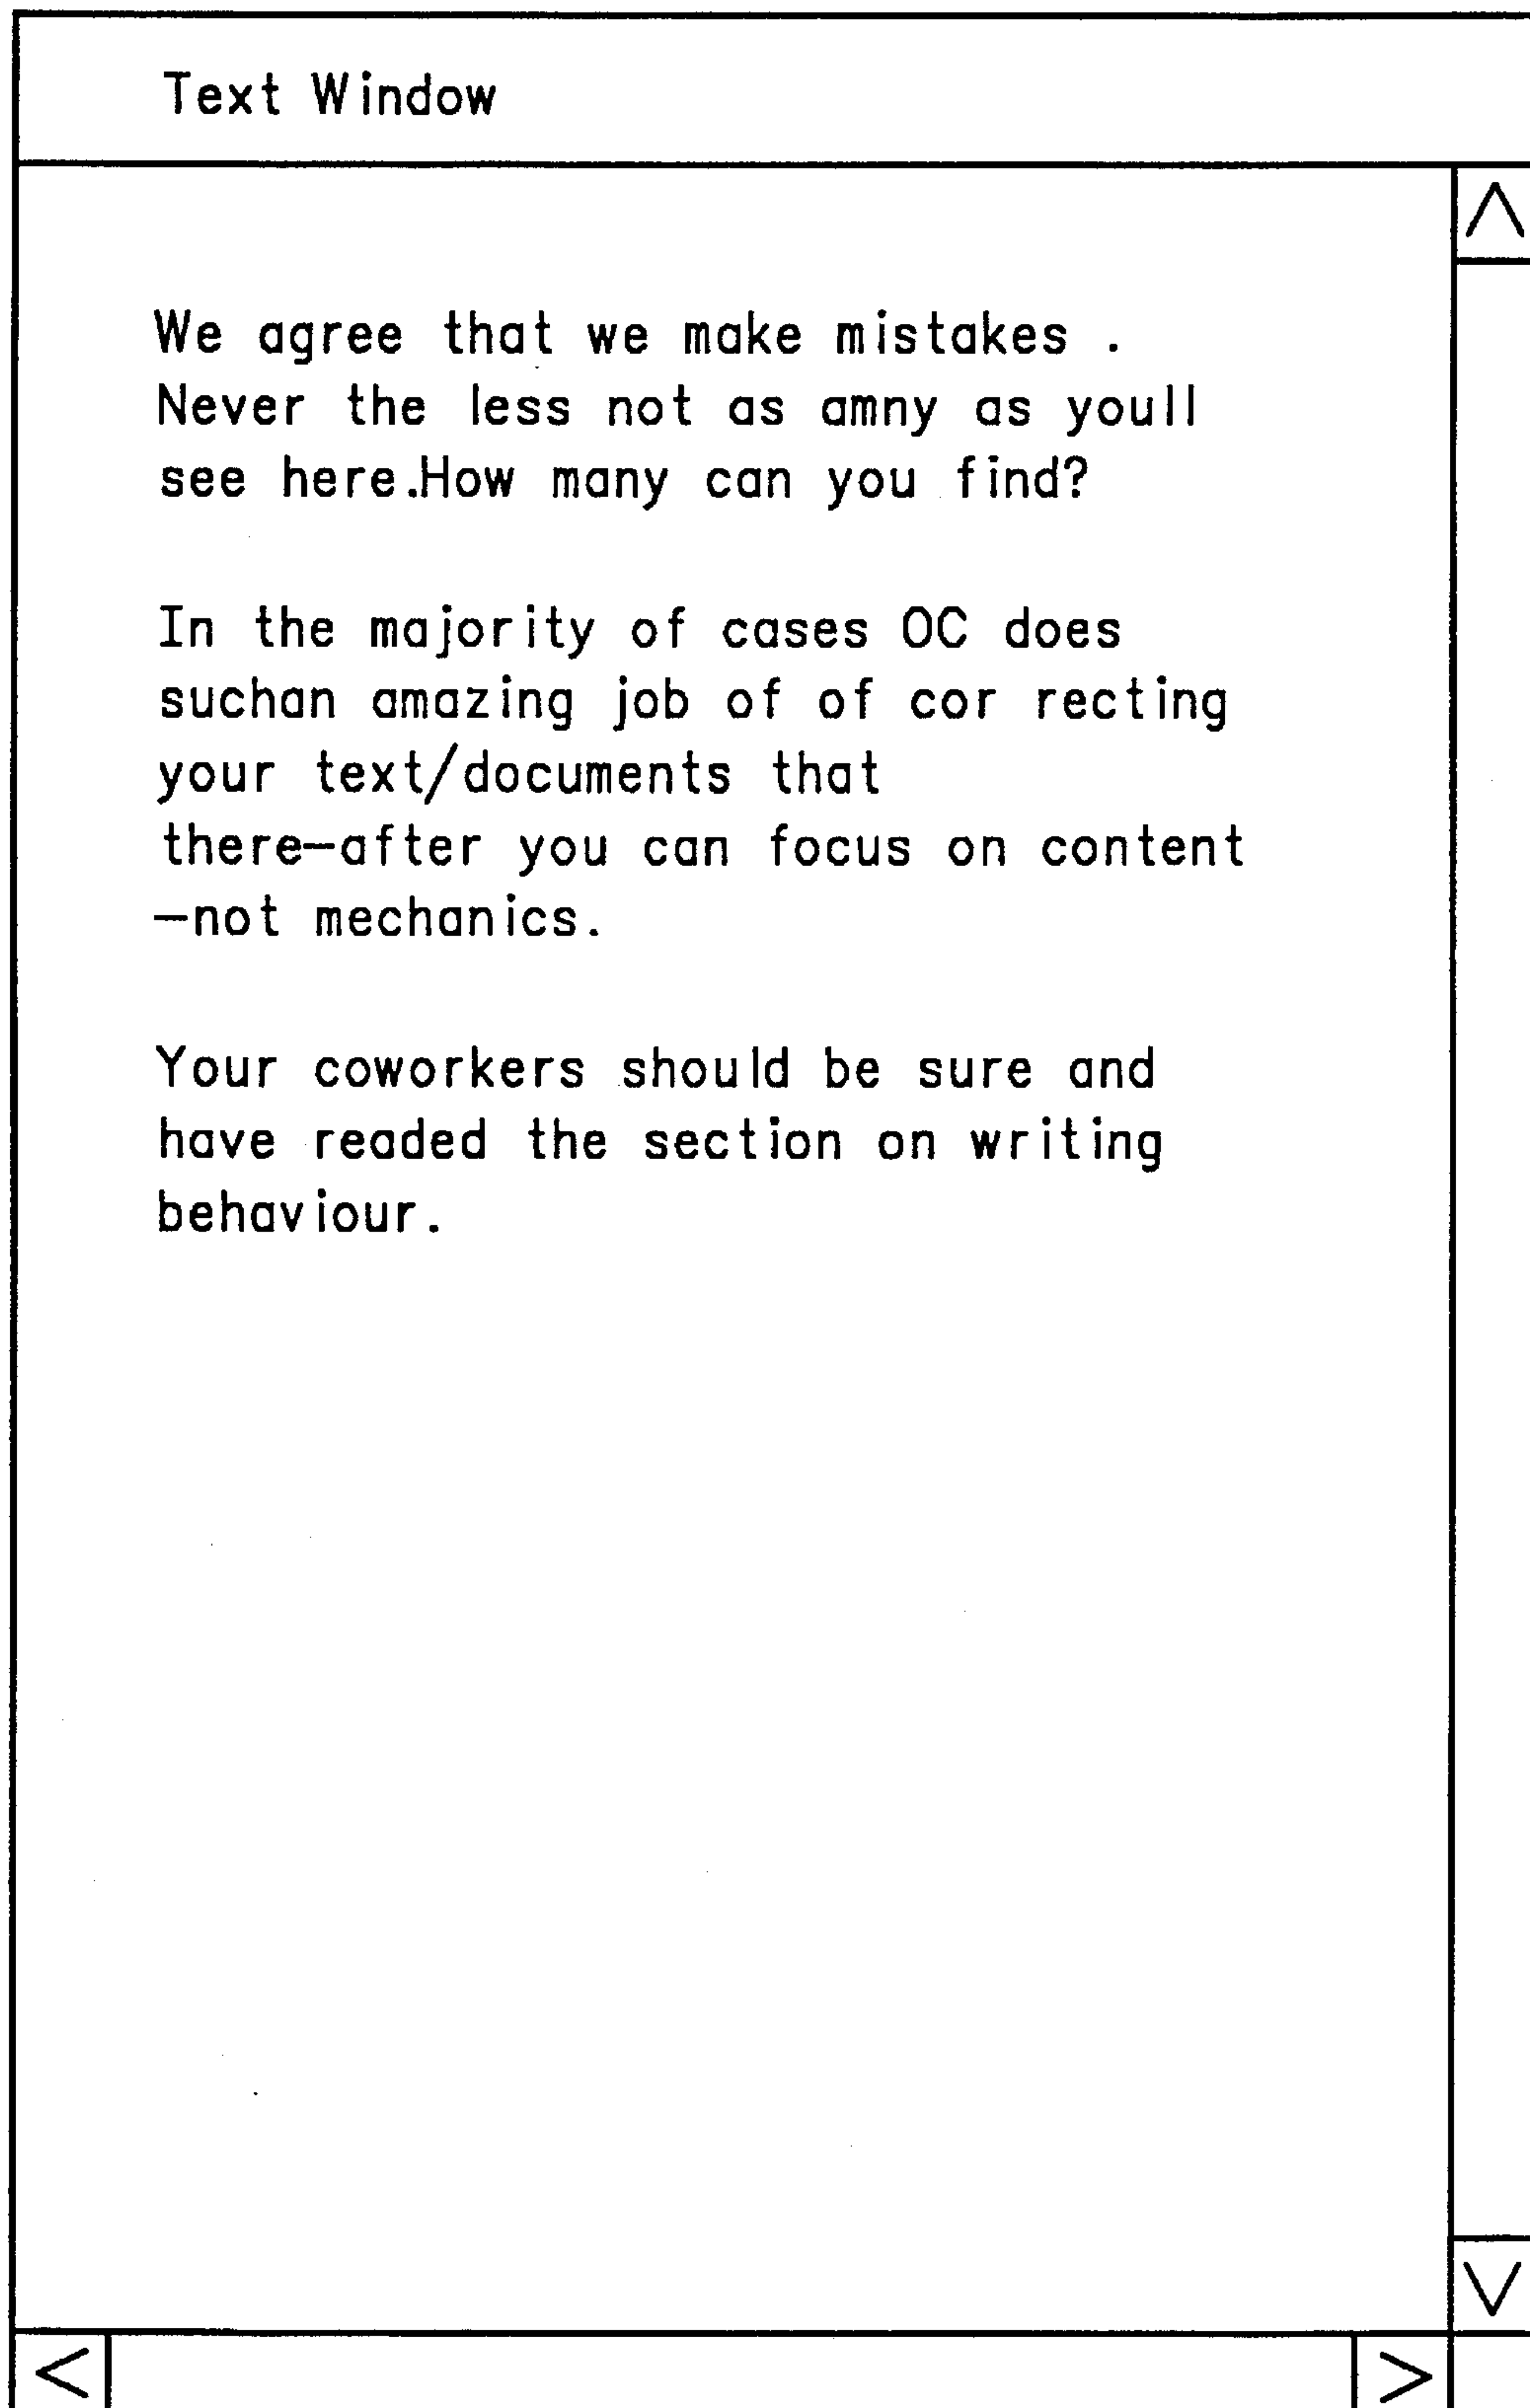 Text Window
We agree that we make mistakes .
Never the less not as amny as youll
see here.How many can you find?
In the majority of cases OC does
suchan amazing job of of cor recting
your text/documents that
there—after you can focus on content
—not mechanics.
Your coworkers should be sure and
have readed the section on writing
behaviour.